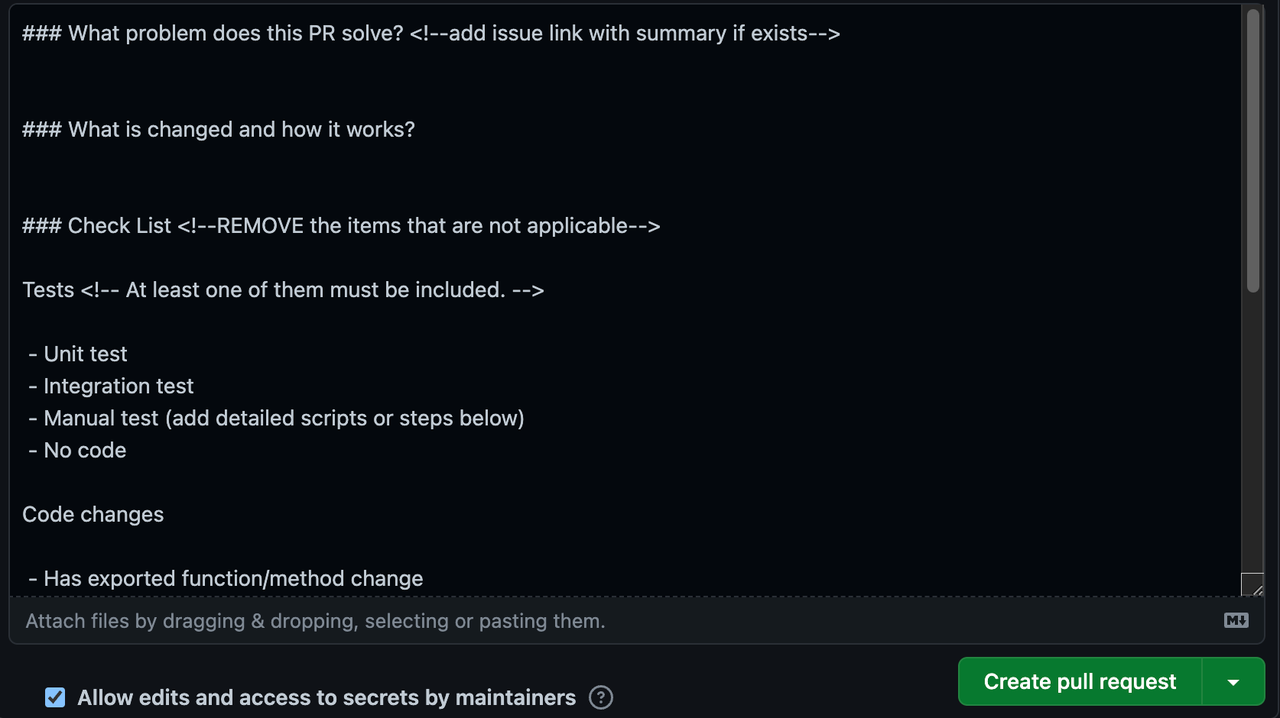 ### What problem does this PR solve? <!--add issue link with summary if exists-->
### What is changed and how it works?
### Check List <!--REMOVE the items that are not applicable-->
Tests <!-- At least one of them must be included. -->
- Unit test
- Integration test
- Manual test (add detailed scripts or steps below)
- No code
Code changes
- Has exported function/method change
Attach files by dragging & dropping, selecting or pasting them.
M↓
Allow edits and access to secrets by maintainers ?
Create pull request